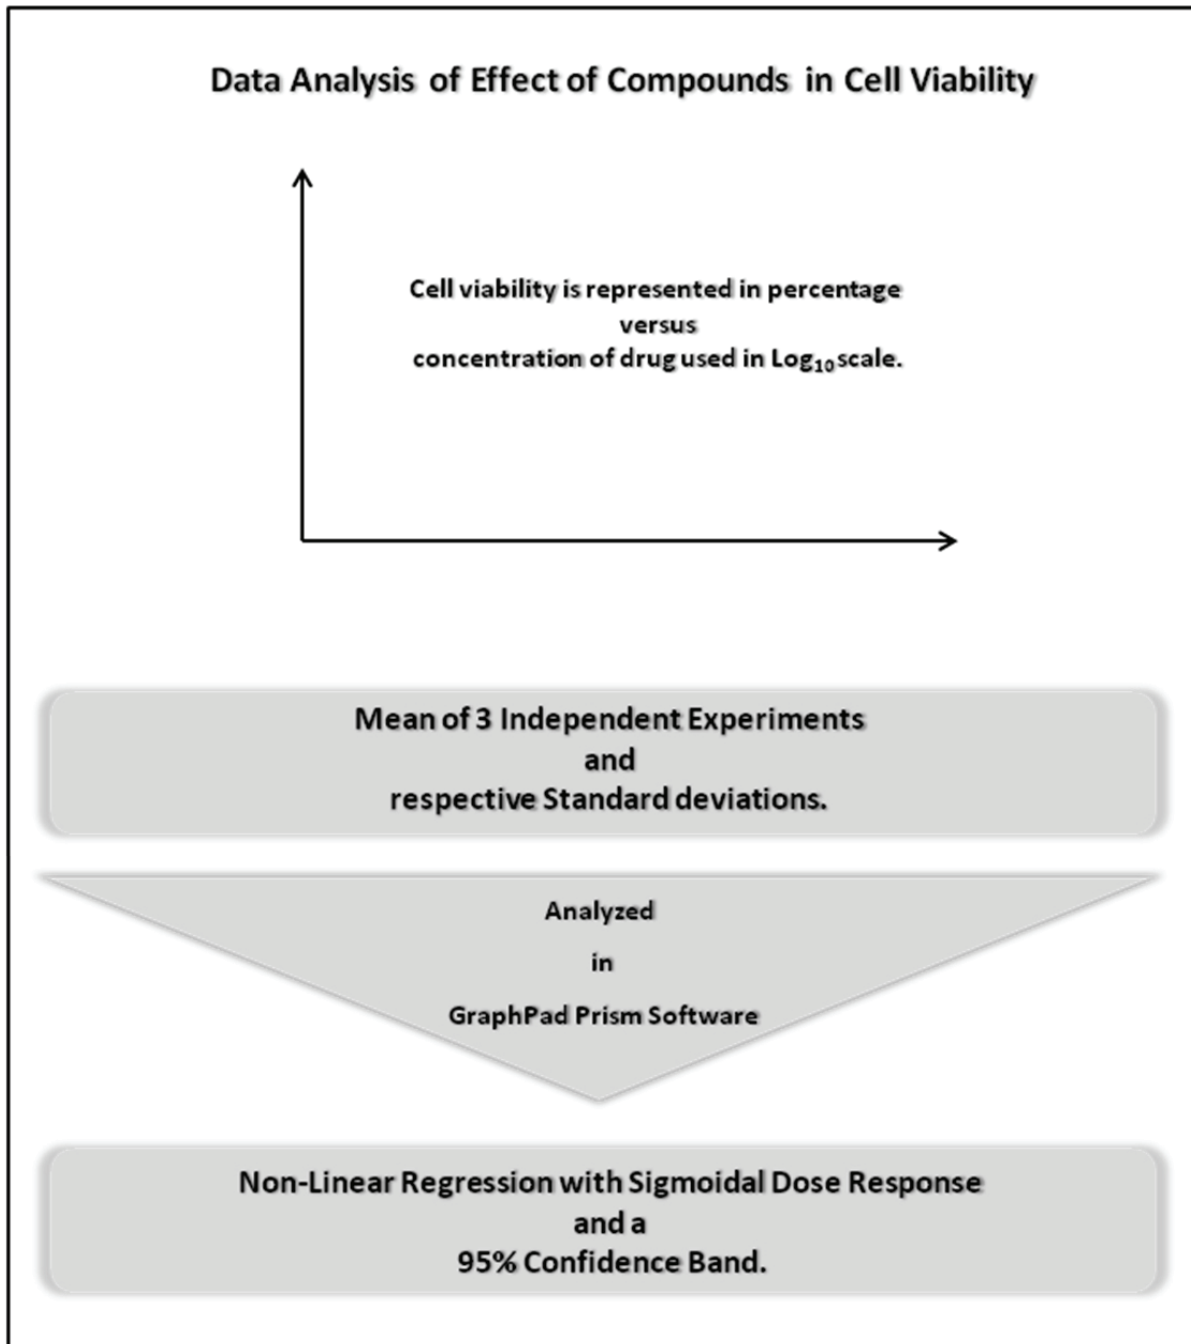 Data Analysis of Effect of Compounds in Cell Viability
Cell viability is represented in percentage
versus
concentration of drug used in Log₁₀ scale.
Mean of 3 Independent Experiments
and
respective Standard deviations.
Analyzed
in
GraphPad Prism Software
Non-Linear Regression with Sigmoidal Dose Response
and a
95% Confidence Band.